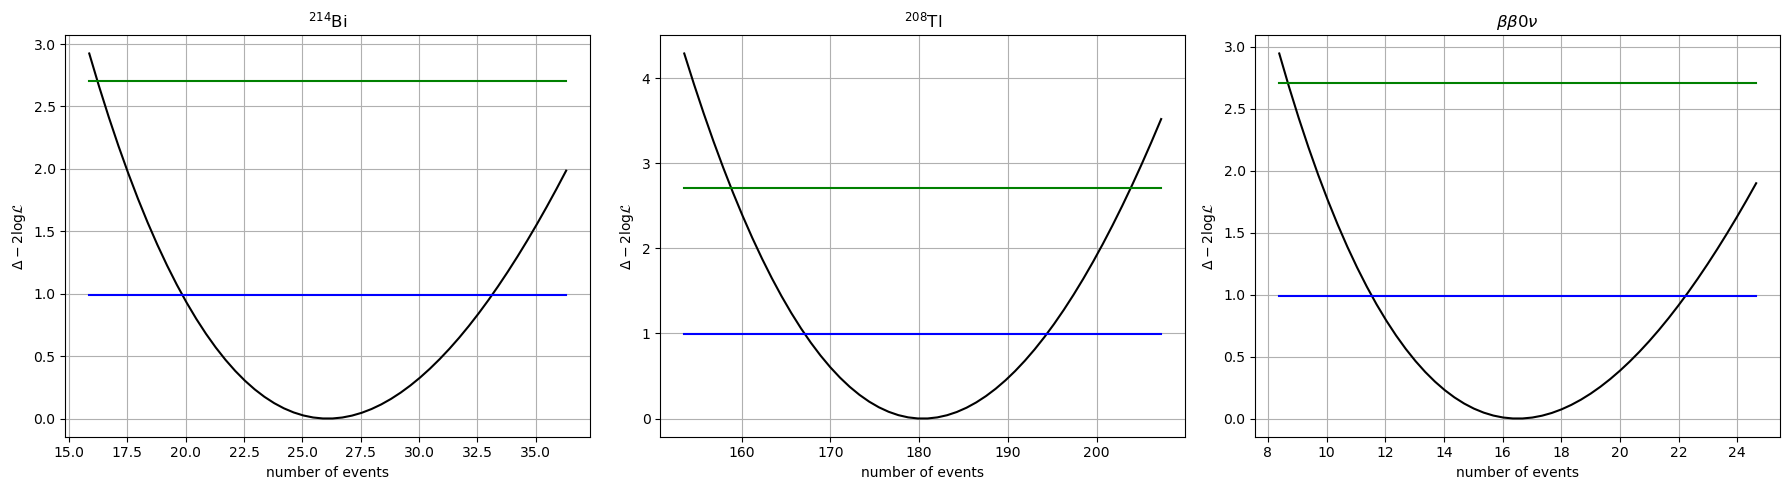 ²¹⁴Bi
3.0
2.5
2.0
1.5
1.0
0.5
0.0
Δ − 2logℒ
15.0 17.5 20.0 22.5 25.0 27.5 30.0 32.5 35.0
number of events
²⁰⁸Tl
4
3
2
1
0
Δ − 2logℒ
160 170 180 190 200
number of events
ββ0ν
3.0
2.5
2.0
1.5
1.0
0.5
0.0
Δ − 2logℒ
8 10 12 14 16 18 20 22 24
number of events